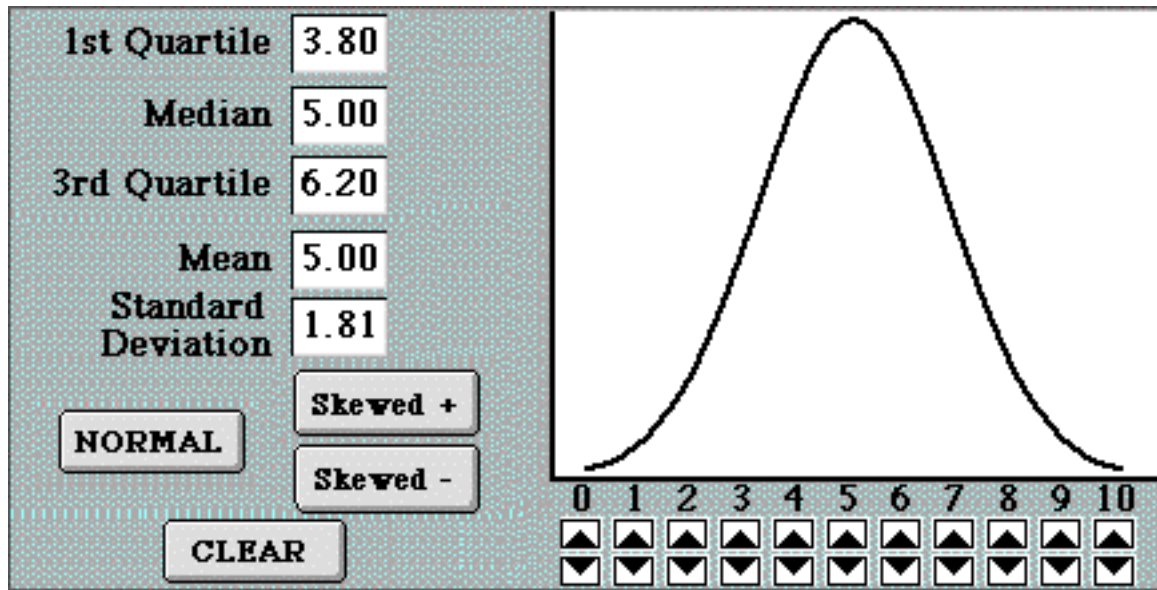 1st Quartile 3.80
Median 5.00
3rd Quartile 6.20
Mean 5.00
Standard
Deviation 1.81
Skewed +
NORMAL
Skewed -
CLEAR
0 1 2 3 4 5 6 7 8 9 10